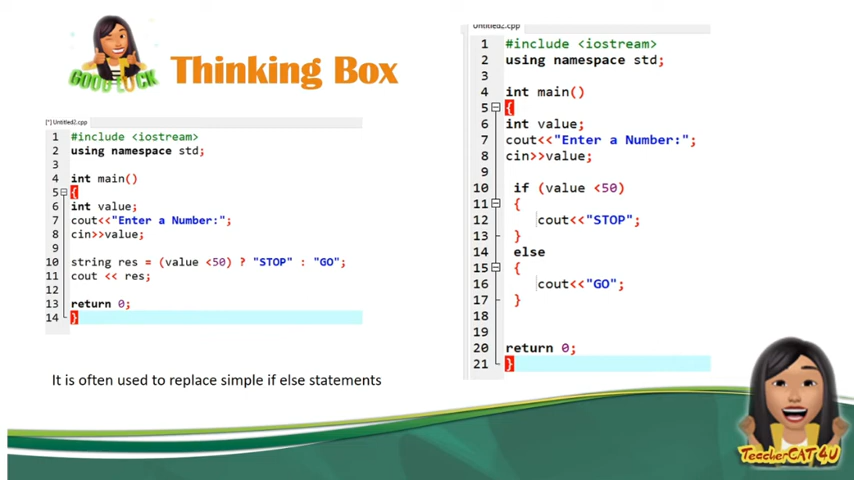 GOOD LUCK
Thinking Box
[*] Untitled2.cpp
1 #include <iostream>
2 using namespace std;
3
4 int main()
5 {
6 int value;
7 cout<<"Enter a Number:";
8 cin>>value;
9
10 string res = (value <50) ? "STOP" : "GO";
11 cout << res;
12
13 return 0;
14 }
It is often used to replace simple if else statements
Untitled2.cpp
1 #include <iostream>
2 using namespace std;
3
4 int main()
5 {
6 int value;
7 cout<<"Enter a Number:";
8 cin>>value;
9
10 if (value <50)
11 {
12 cout<<"STOP";
13 }
14 else
15 {
16 cout<<"GO";
17 }
18
19
20 return 0;
21 }
TeacherCAT4U